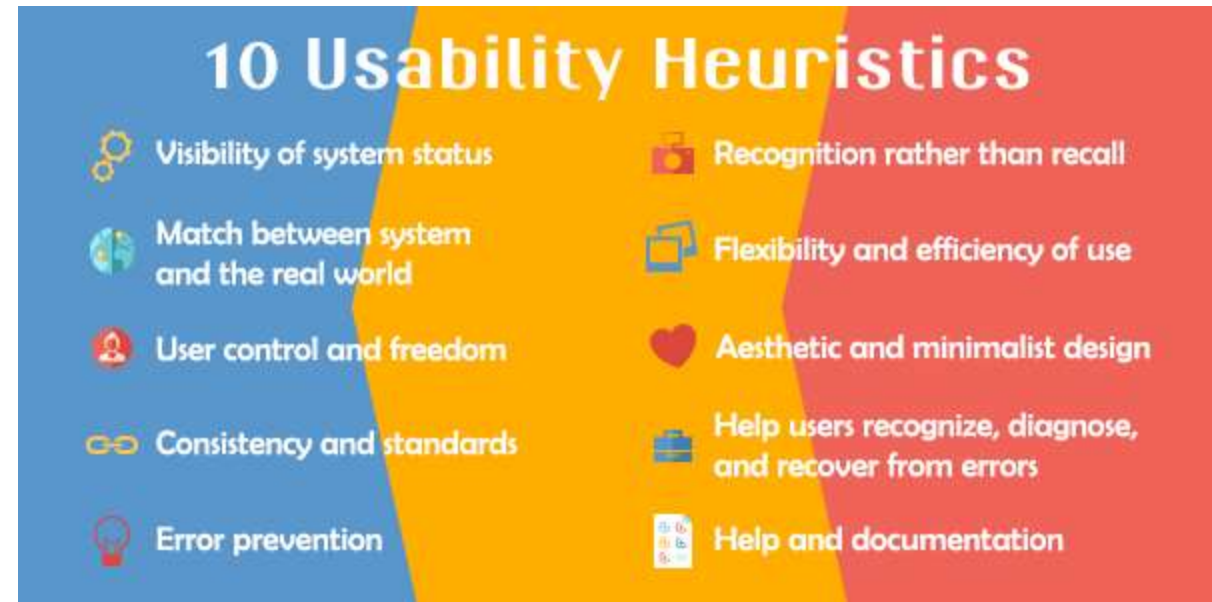 10 Usability Heuristics
Visibility of system status
Match between system
and the real world
User control and freedom
Consistency and standards
Error prevention
Recognition rather than recall
Flexibility and efficiency of use
Aesthetic and minimalist design
Help users recognize, diagnose,
and recover from errors
Help and documentation